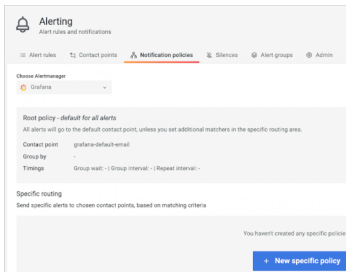 Alerting
Alert rules and notifications
Alert rules
Contact points
Notification policies
Silences
Alert groups
Admin
Choose Alertmanager
Grafana
Root policy - default for all alerts
All alerts will go to the default contact point, unless you set additional matchers in the specific routing area.
Contact point grafana-default-email
Group by -
Timings Group wait: - | Group interval: - | Repeat interval: -
Specific routing
Send specific alerts to chosen contact points, based on matching criteria
You haven't created any specific policie
+ New specific policy